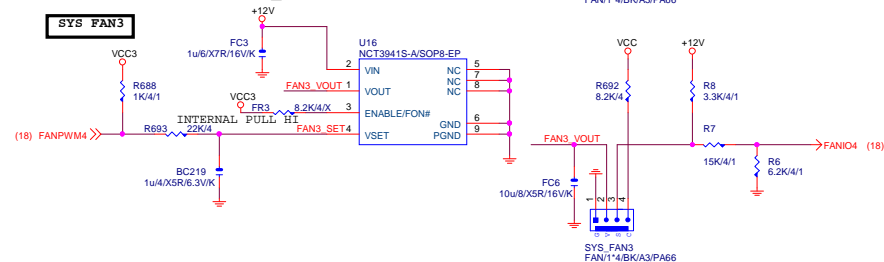 FAN/1*4/BK/A3/PA66
SYS FAN3
+12V
FC3
1u/6/X7R/16V/K
U16
NCT3941S-A/SOP8-EP
VCC3
R688
1K/4/1
2 VIN
NC 5
NC 7
NC 8
FAN3_VOUT 1 VOUT
VCC3
FR3 8.2K/4/X 3 ENABLE/FON#
INTERNAL PULL HI
GND 6
PGND 9
(18) FANPWM4
R693 22K/4
FAN3_SET 4 VSET
BC219
1u/4/X5R/6.3V/K
VCC
+12V
R692
8.2K/4
R8
3.3K/4/1
FAN3_VOUT
R7
15K/4/1
FANIO4 (18)
R6
6.2K/4/1
FC6
10u/8/X5R/16V/K
1 2 3 4
G V S C
SYS_FAN3
FAN/1*4/BK/A3/PA66